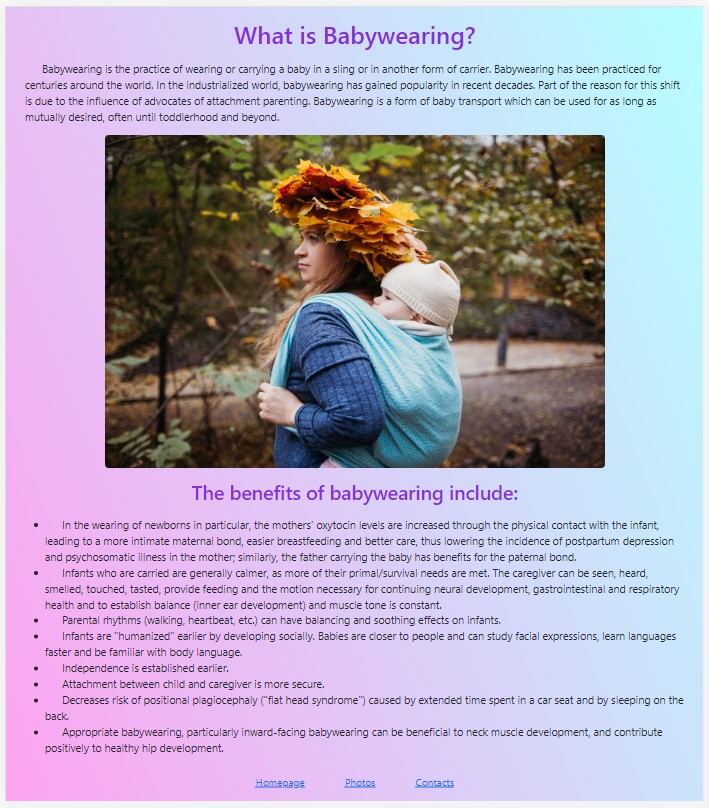 What is Babywearing?
Babywearing is the practice of wearing or carrying a baby in a sling or in another form of carrier. Babywearing has been practiced for
centuries around the world. In the industrialized world, babywearing has gained popularity in recent decades. Part of the reason for this shift
is due to the influence of advocates of attachment parenting. Babywearing is a form of baby transport which can be used for as long as
mutually desired, often until toddlerhood and beyond.
The benefits of babywearing include:
• In the wearing of newborns in particular, the mothers' oxytocin levels are increased through the physical contact with the infant,
leading to a more intimate maternal bond, easier breastfeeding and better care, thus lowering the incidence of postpartum depression
and psychosomatic illness in the mother; similarly, the father carrying the baby has benefits for the paternal bond.
• Infants who are carried are generally calmer, as more of their primal/survival needs are met. The caregiver can be seen, heard,
smelled, touched, tasted, provide feeding and the motion necessary for continuing neural development, gastrointestinal and respiratory
health and to establish balance (inner ear development) and muscle tone is constant.
• Parental rhythms (walking, heartbeat, etc.) can have balancing and soothing effects on infants.
• Infants are "humanized" earlier by developing socially. Babies are closer to people and can study facial expressions, learn languages
faster and be familiar with body language.
• Independence is established earlier.
• Attachment between child and caregiver is more secure.
• Decreases risk of positional plagiocephaly ("flat head syndrome") caused by extended time spent in a car seat and by sleeping on the
back.
• Appropriate babywearing, particularly inward-facing babywearing can be beneficial to neck muscle development, and contribute
positively to healthy hip development.
Homepage Photos Contacts